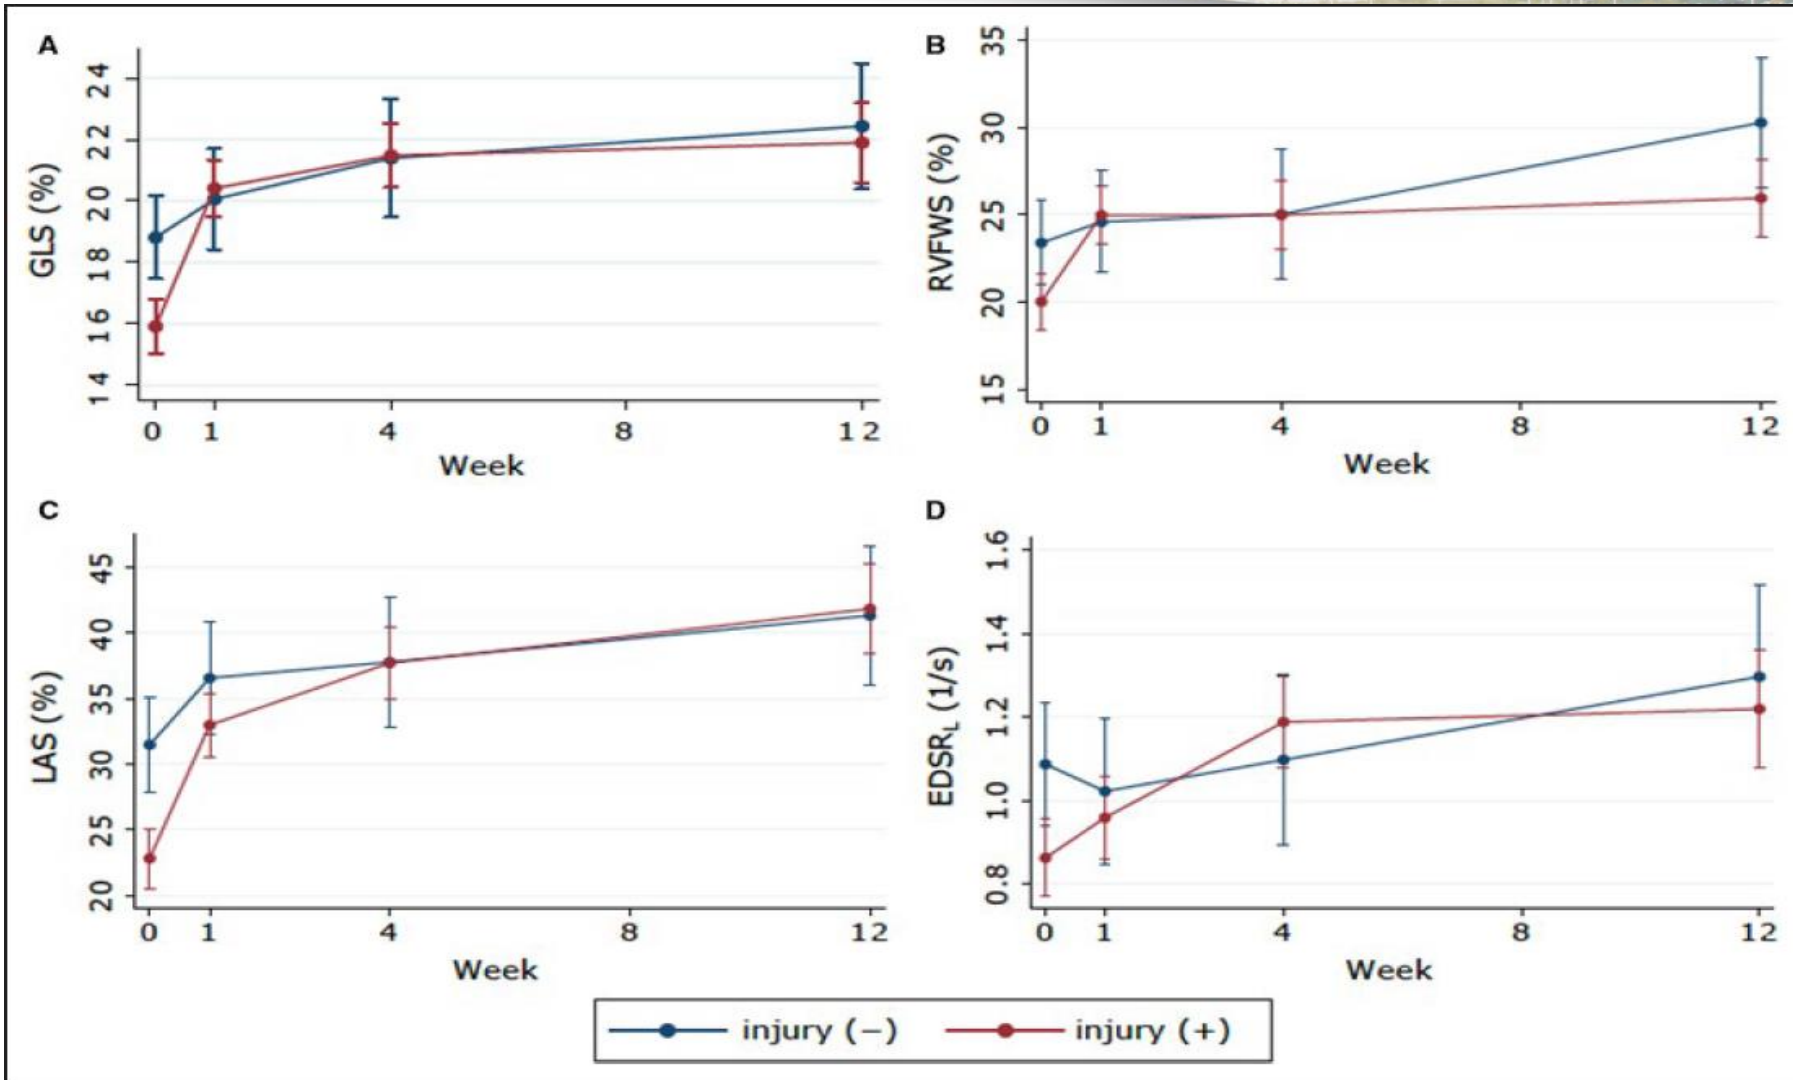 A
GLS (%)
24
22
20
18
16
14
0 1 4 8 12
Week
B
RVFWS (%)
35
30
25
20
15
0 1 4 8 12
Week
C
LAS (%)
45
40
35
30
25
20
0 1 4 8 12
Week
D
EDSRL (1/s)
1.6
1.4
1.2
1.0
0.8
0 1 4 8 12
Week
injury (−) injury (+)